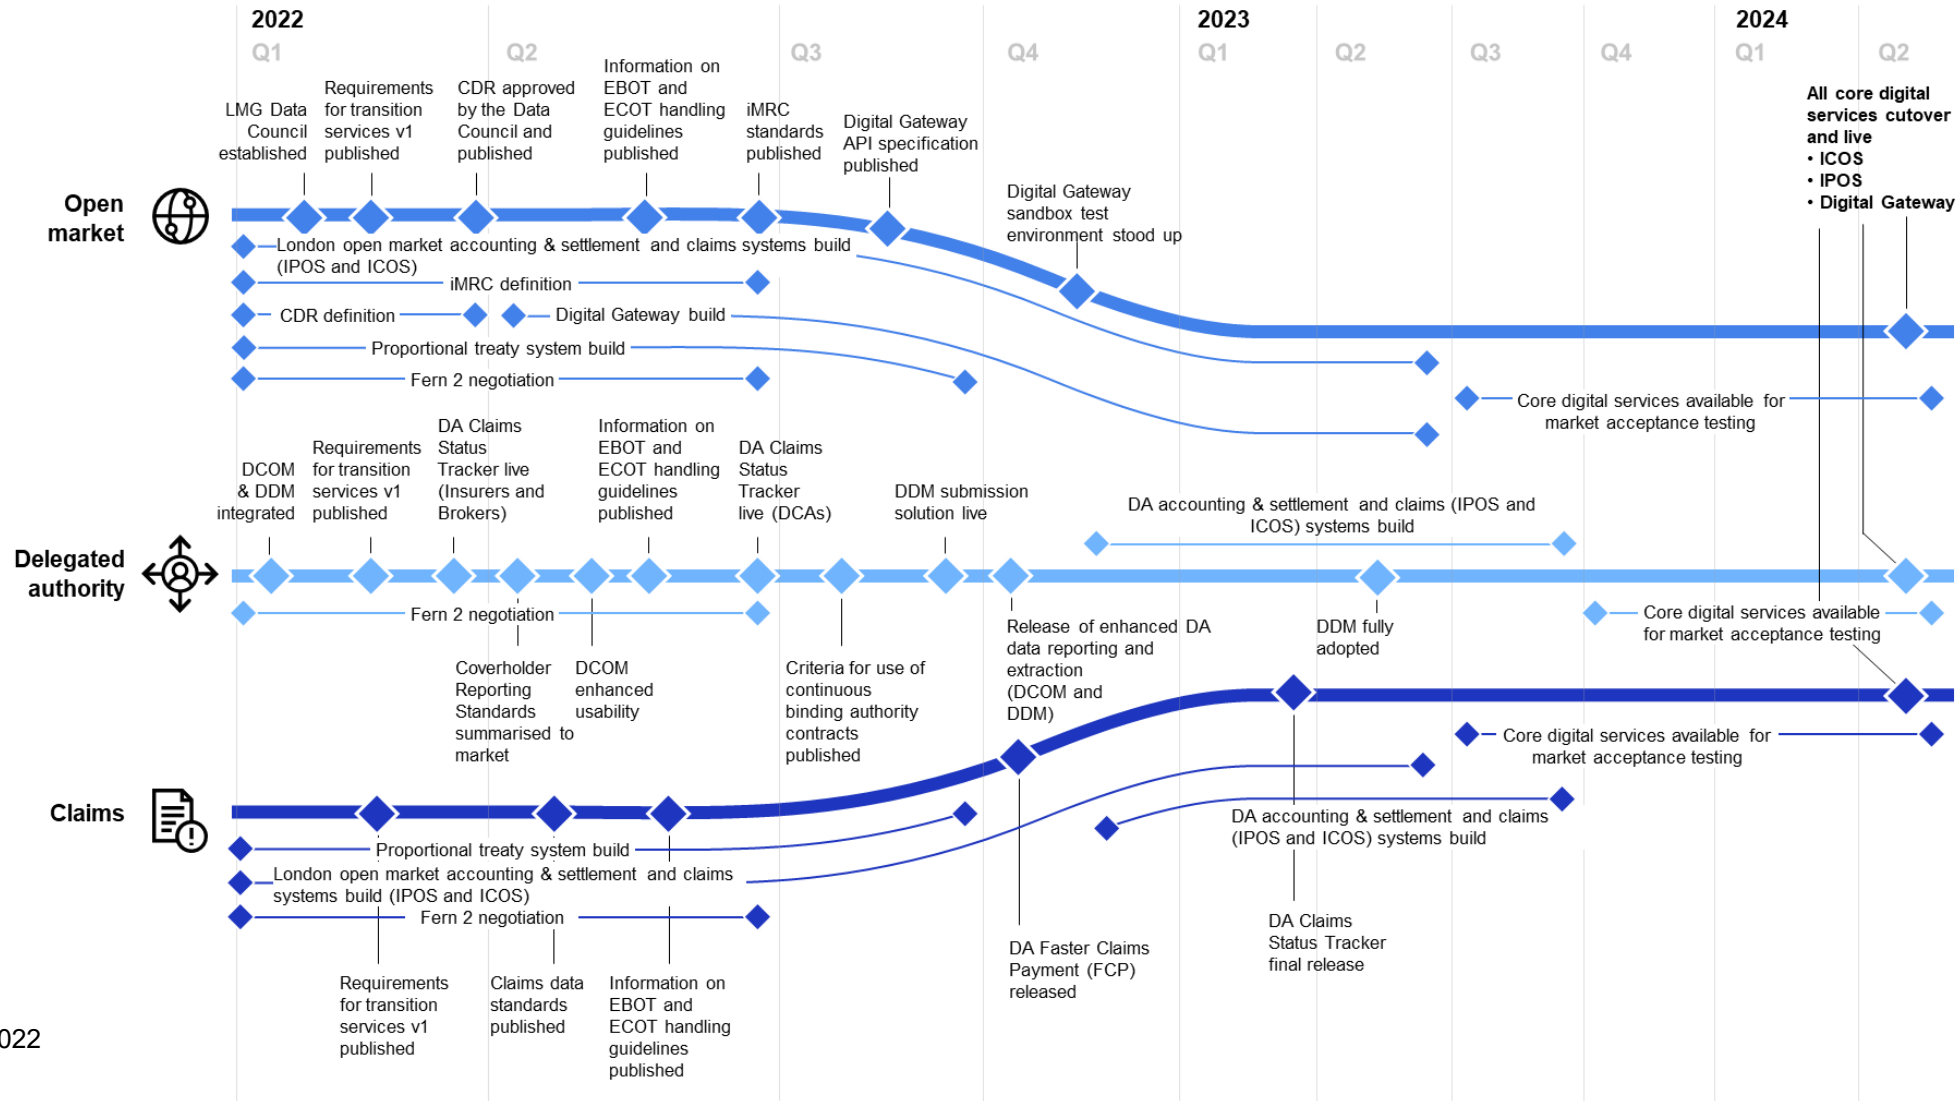 2022
2023
2024
Q1
Q2
Q3
Q4
Q1
Q2
Q3
Q4
Q1
Q2
Open
market
LMG Data
Council
established
Requirements
for transition
services v1
published
CDR approved
by the Data
Council and
published
Information on
EBOT and
ECOT handling
guidelines
published
iMRC
standards
published
Digital Gateway
API specification
published
Digital Gateway
sandbox test
environment stood up
All core digital
services cutover
and live
• ICOS
• IPOS
• Digital Gateway
London open market accounting & settlement and claims systems build
(IPOS and ICOS)
iMRC definition
CDR definition
Digital Gateway build
Proportional treaty system build
Fern 2 negotiation
Core digital services available for
market acceptance testing
Delegated
authority
DCOM
& DDM
integrated
Requirements
for transition
services v1
published
DA Claims
Status
Tracker live
(Insurers and
Brokers)
Information on
EBOT and
ECOT handling
guidelines
published
DA Claims
Status
Tracker
live (DCAs)
DDM submission
solution live
DA accounting & settlement and claims (IPOS and
ICOS) systems build
Fern 2 negotiation
Coverholder
Reporting
Standards
summarised to
market
DCOM
enhanced
usability
Criteria for use of
continuous
binding authority
contracts
published
Release of enhanced DA
data reporting and
extraction
(DCOM and
DDM)
DDM fully
adopted
Core digital services available
for market acceptance testing
Claims
Proportional treaty system build
London open market accounting & settlement and claims
systems build (IPOS and ICOS)
Fern 2 negotiation
Core digital services available for
market acceptance testing
DA accounting & settlement and claims
(IPOS and ICOS) systems build
Requirements
for transition
services v1
published
Claims data
standards
published
Information on
EBOT and
ECOT handling
guidelines
published
DA Faster Claims
Payment (FCP)
released
DA Claims
Status Tracker
final release
022